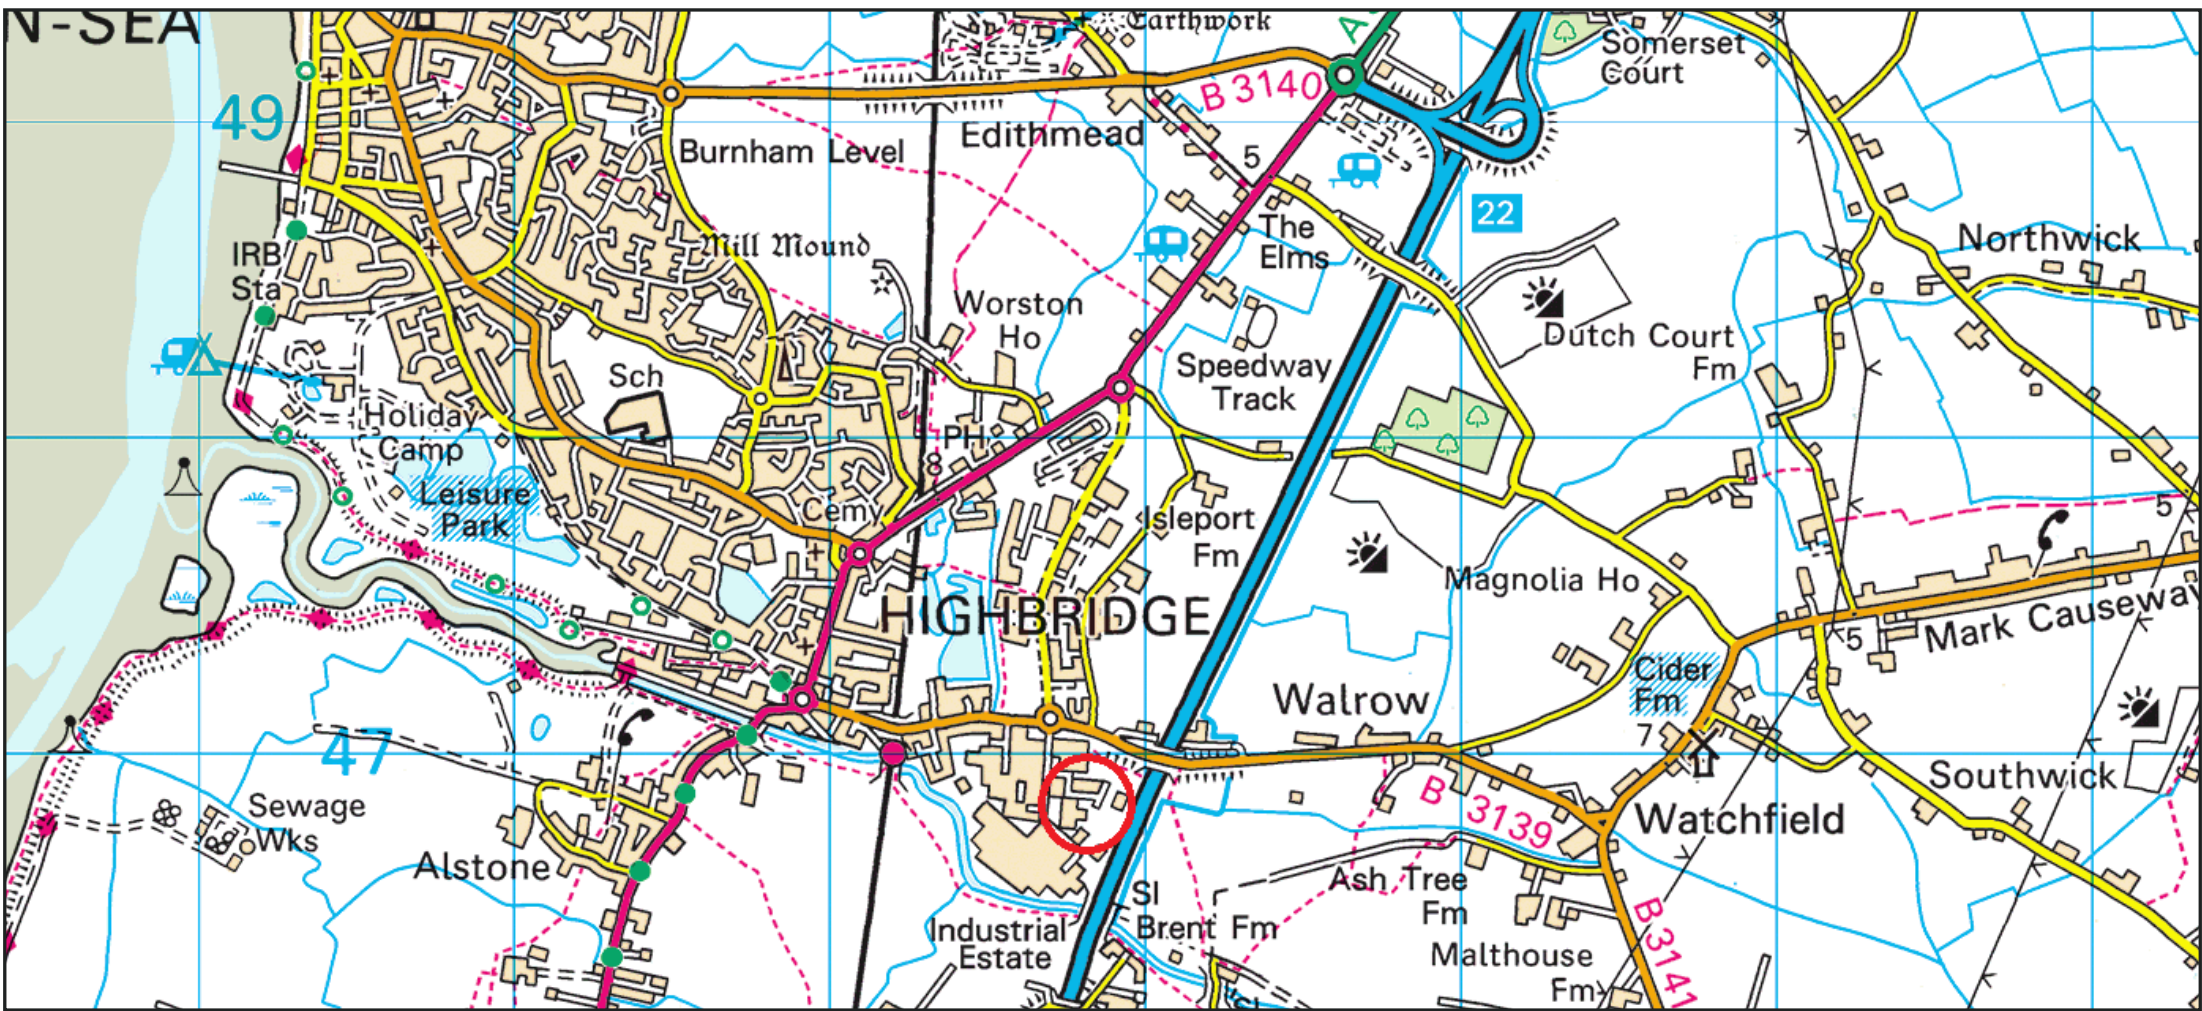 N-SEA
Earthwork
A
Somerset
Court
49
B 3140
Edithmead
Burnham Level
5
22
The
Elms
Northwick
Mill Mound
IRB
Sta
Worston
Ho
Dutch Court
Fm
Speedway
Track
Sch
Holiday
Camp
PH
Leisure
Park
Cemy
Isleport
Fm
5
Magnolia Ho
HIGHBRIDGE
Mark Causeway
5
Cider
Fm
Walrow
7
47
Southwick
Sewage
Wks
B 3139
Watchfield
Alstone
Ash Tree
Fm
Sl
Brent Fm
Industrial
Estate
B 3141
Malthouse
Fm